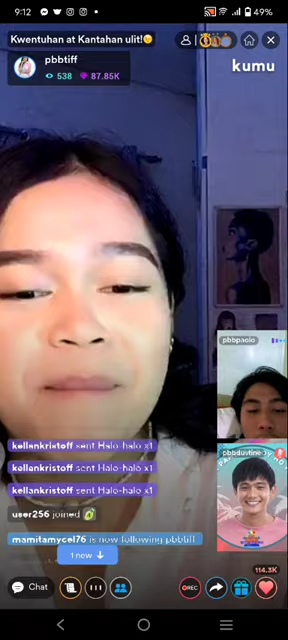 9:12
49%
Kwentuhan at Kantahan ulit!
pbbtiff
538 87.85K
kumu
pbbpaolo
pbbdustine
kellankristoff sent Halo-halo x1
kellankristoff sent Halo-halo x1
kellankristoff sent Halo-halo x1
user256 joined
mamitamycel76 is now following pbbtiff
1 new ↓
114.3K
Chat
REC